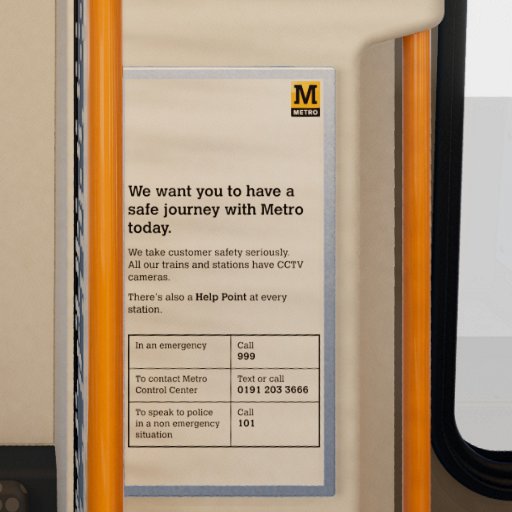 M
METRO
We want you to have a
safe journey with Metro
today.
We take customer safety seriously.
All our trains and stations have CCTV
cameras.
There's also a Help Point at every
station.
In an emergency
Call
999
To contact Metro
Control Center
Text or call
0191 203 3666
To speak to police
in a non emergency
situation
Call
101